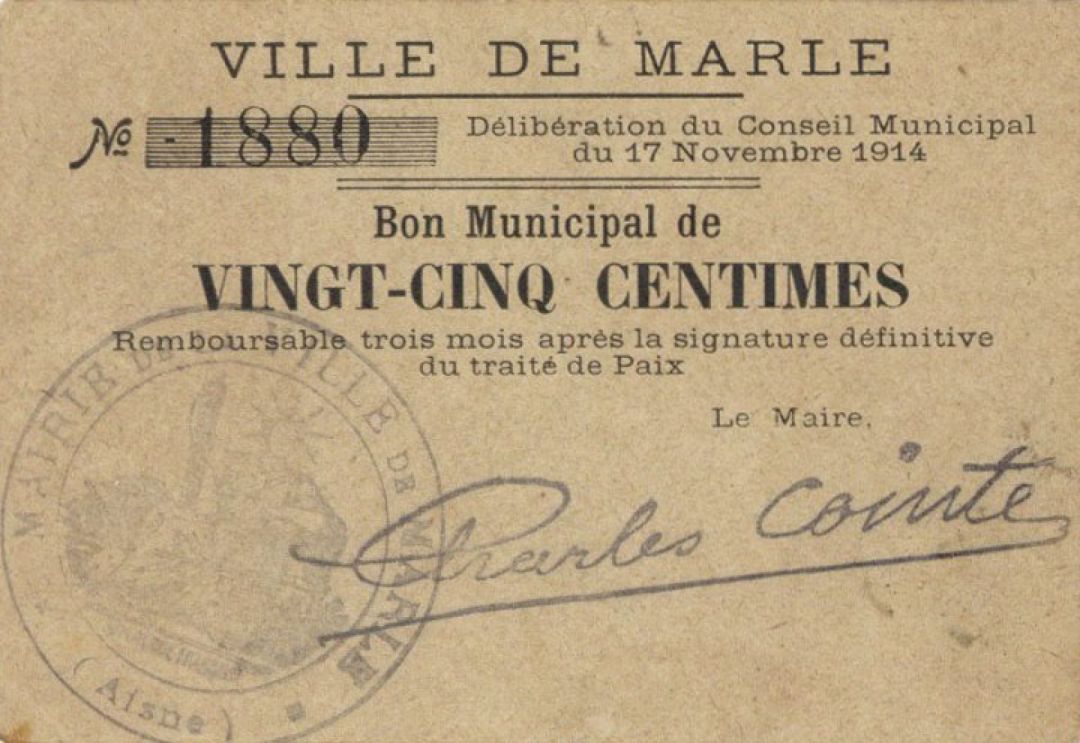 VILLE DE MARLE
No -1880
Délibération du Conseil Municipal
du 17 Novembre 1914
Bon Municipal de
VINGT-CINQ CENTIMES
Remboursable trois mois après la signature définitive
du traité de Paix
Le Maire,
Charles Cointe
MAIRIE DE LA VILLE DE MARLE
(Aisne)